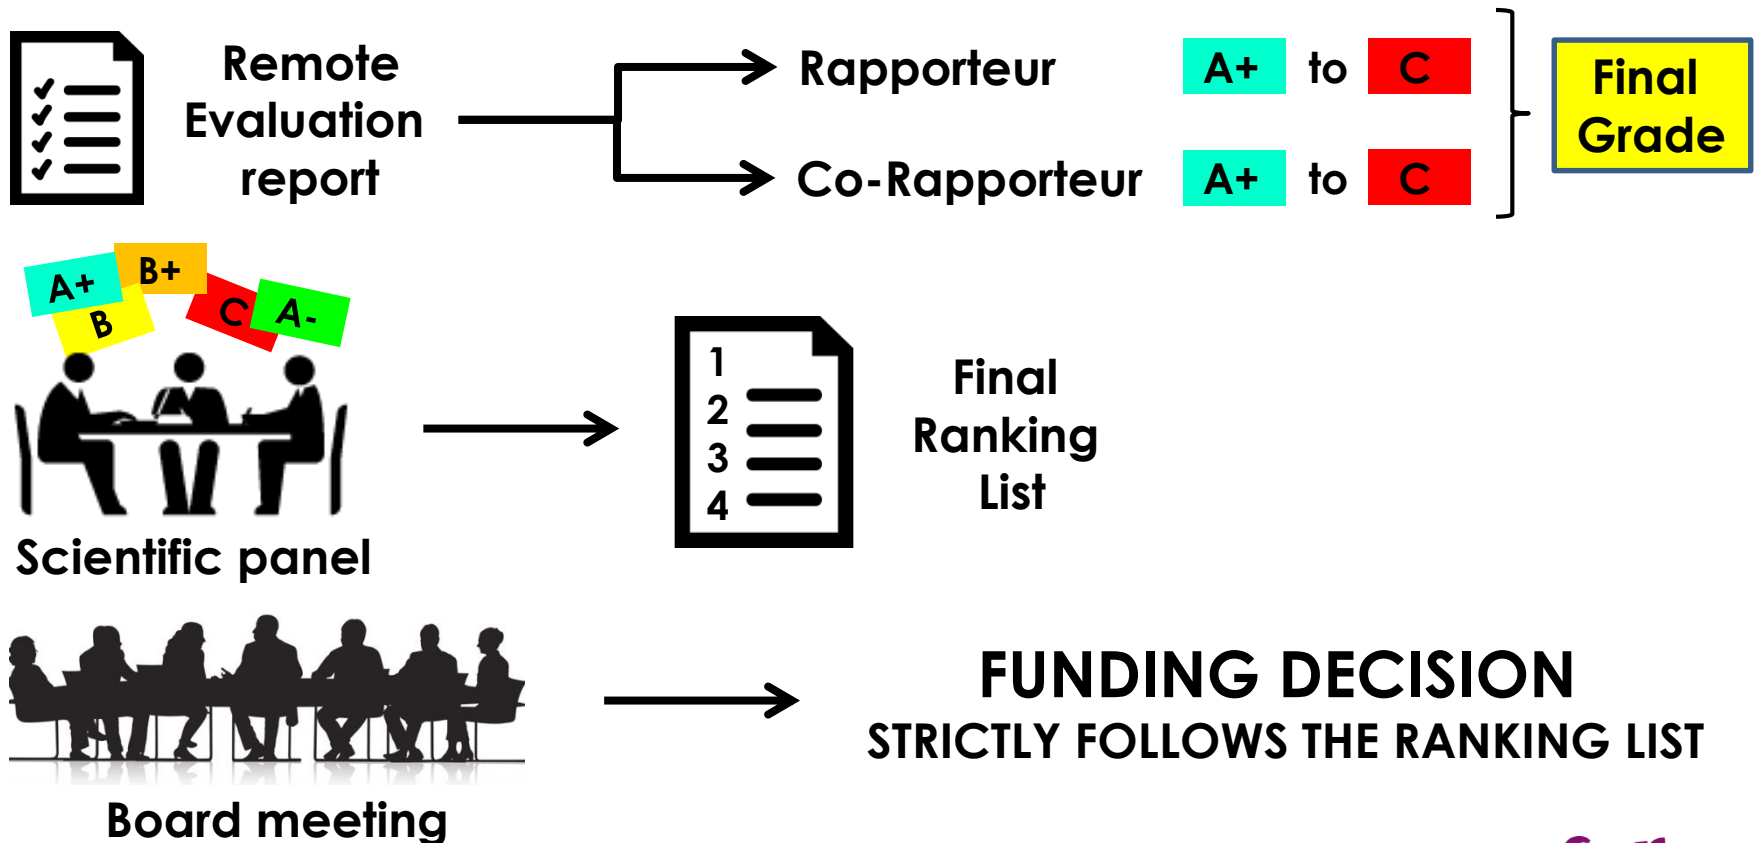 Remote
Evaluation
report
Rapporteur A+ to C
Co-Rapporteur A+ to C
Final
Grade
A+
B+
B
C
A-
Scientific panel
1
2
3
4
Final
Ranking
List
Board meeting
FUNDING DECISION
STRICTLY FOLLOWS THE RANKING LIST